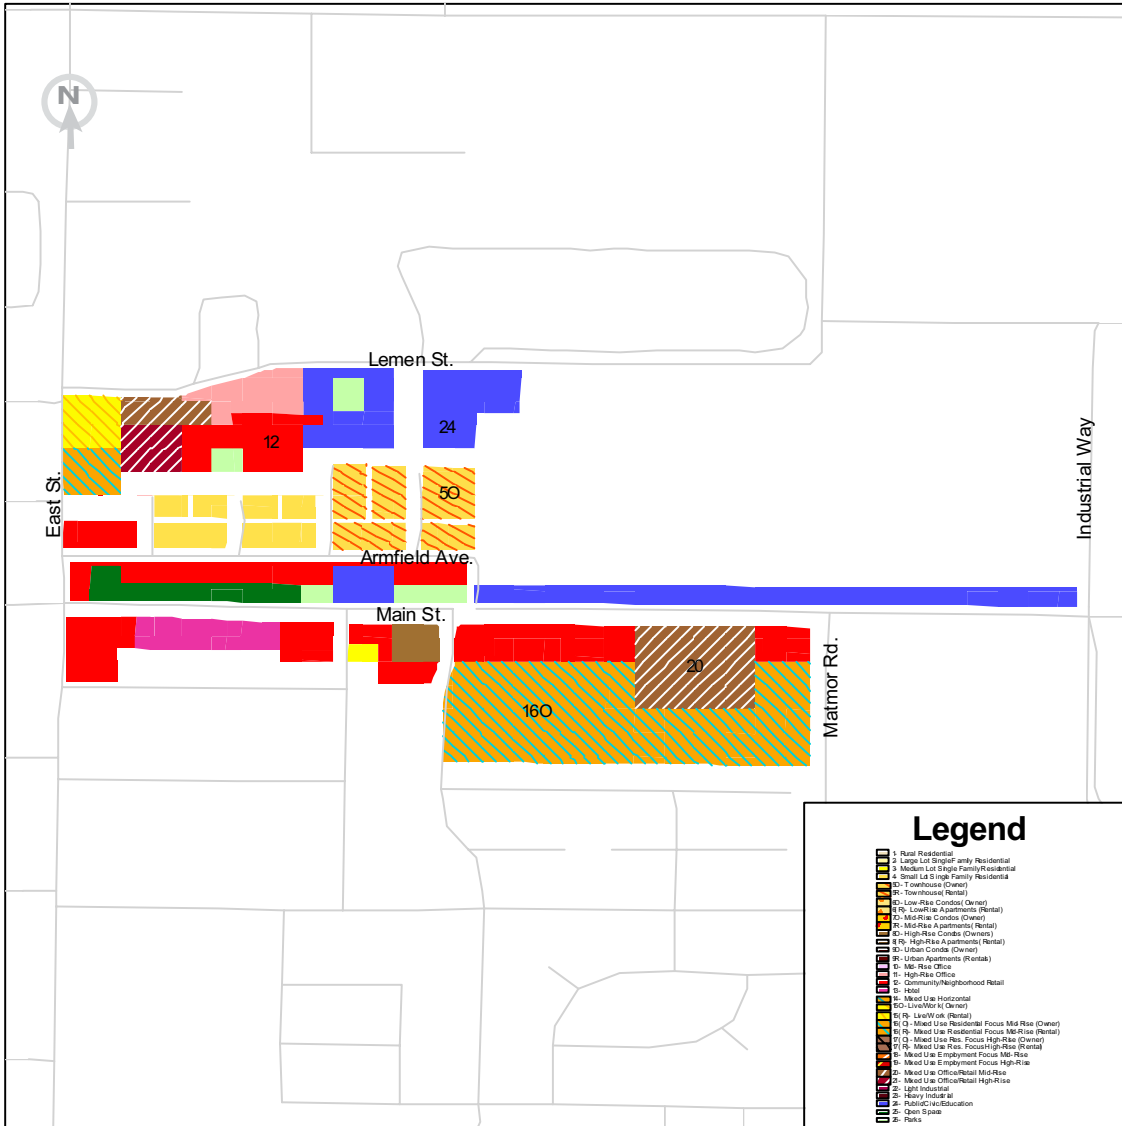 N
Lemen St.
12
24
5O
East St.
Industrial Way
Armfield Ave.
Main St.
20
16O
Matmor Rd.
Legend
1- Rural Residential
2- Large Lot SingleFamily Residential
3- Medium Lot Single Family Residential
4- Small Lot Single Family Residential
5O- Townhouse (Owner)
5R- Townhouse( Rental)
6O- Low-Rise Condos( Owner)
6( R)- Low-Rise Apartments (Rental)
7O- Mid-Rise Condos (Owner)
7R- Mid-Rise Apartments( Rental)
8O- High-Rise Condos (Owners)
8( R)- High-Rise Apartments( Rental)
9O- Urban Condos (Owner)
9R- Urban Apartments (Rentals)
10- Mid- Rise Office
11- High-Rise Office
12- Community/Neighborhood Retail
13- Hotel
14- Mixed Use Horizontal
15O- Live/Work( Owner)
15( R)- Live/Work (Rental)
16( O)- Mixed Use Residential Focus Mid-Rise (Owner)
16( R)- Mixed Use Residential Focus Mid-Rise (Rental)
17( O)- Mixed Use Res. Focus High-Rise (Owner)
17( R)- Mixed Use Res. Focus High-Rise (Rental)
18- Mixed Use Employment Focus Mid- Rise
19- Mixed Use Employment Focus High-Rise
20- Mixed Use Office/Retail Mid-Rise
21- Mixed Use Office/Retail High-Rise
22- Light Industrial
23- Heavy Industrial
24- Public/Civic/Education
25- Open Space
26- Parks